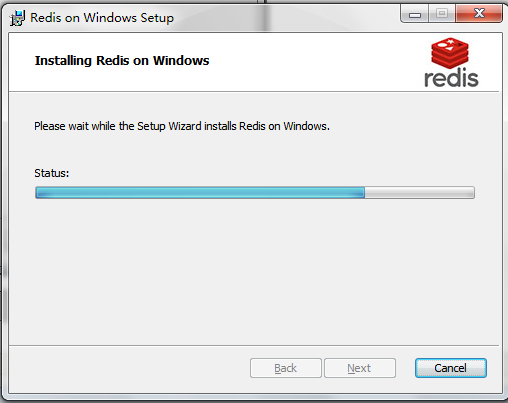 Redis on Windows Setup
Installing Redis on Windows
redis
Please wait while the Setup Wizard installs Redis on Windows.
Status:
Back
Next
Cancel